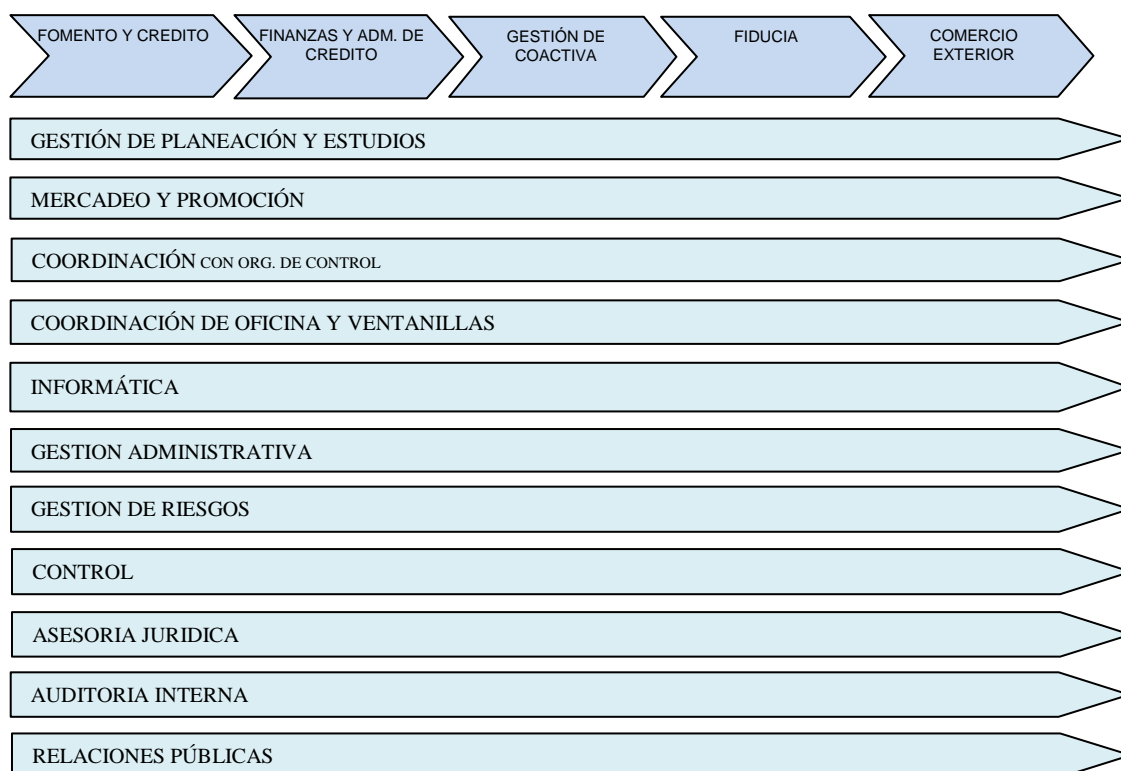 FOMENTO Y CREDITO
FINANZAS Y ADM. DE
CREDITO
GESTIÓN DE
COACTIVA
FIDUCIA
COMERCIO
EXTERIOR
GESTIÓN DE PLANEACIÓN Y ESTUDIOS
MERCADEO Y PROMOCIÓN
COORDINACIÓN CON ORG. DE CONTROL
COORDINACIÓN DE OFICINA Y VENTANILLAS
INFORMÁTICA
GESTION ADMINISTRATIVA
GESTION DE RIESGOS
CONTROL
ASESORIA JURIDICA
AUDITORIA INTERNA
RELACIONES PÚBLICAS